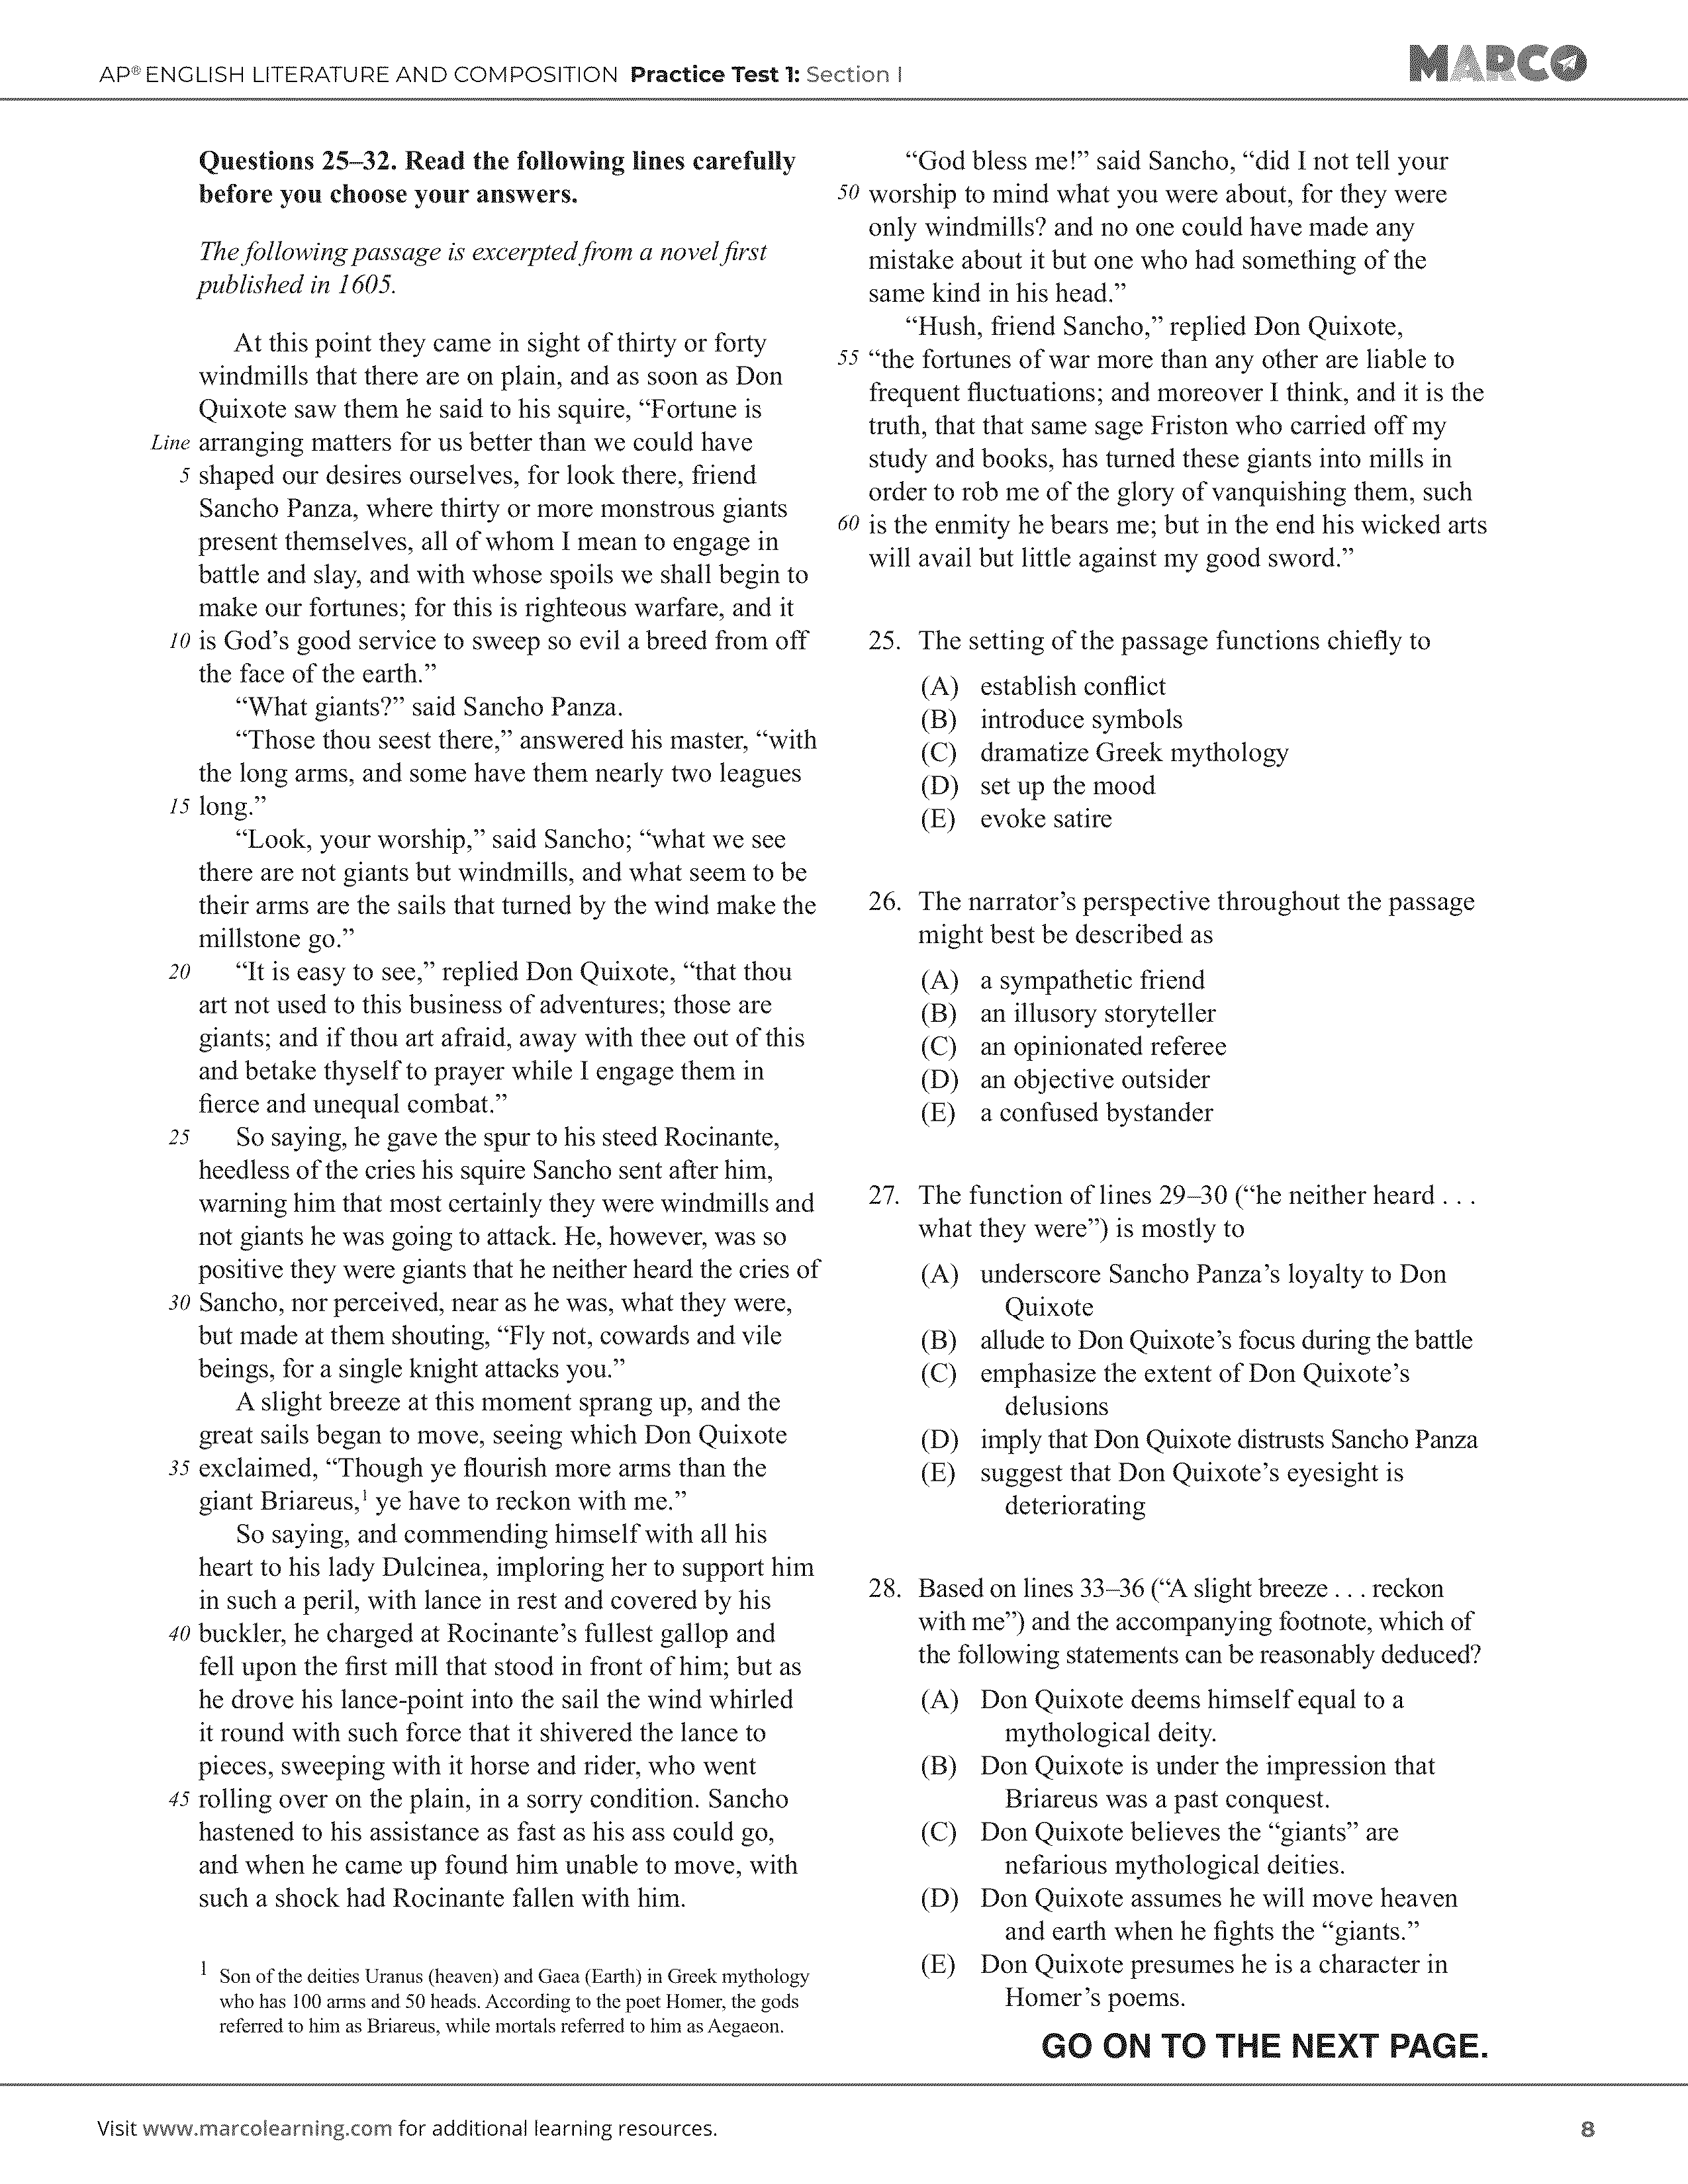 AP® ENGLISH LITERATURE AND COMPOSITION Practice Test 1: Section I
MARCO
Questions 25–32. Read the following lines carefully
before you choose your answers.
The following passage is excerpted from a novel first
published in 1605.
At this point they came in sight of thirty or forty
windmills that there are on plain, and as soon as Don
Quixote saw them he said to his squire, “Fortune is
Line arranging matters for us better than we could have
5 shaped our desires ourselves, for look there, friend
Sancho Panza, where thirty or more monstrous giants
present themselves, all of whom I mean to engage in
battle and slay, and with whose spoils we shall begin to
make our fortunes; for this is righteous warfare, and it
10 is God’s good service to sweep so evil a breed from off
the face of the earth.”
“What giants?” said Sancho Panza.
“Those thou seest there,” answered his master, “with
the long arms, and some have them nearly two leagues
15 long.”
“Look, your worship,” said Sancho; “what we see
there are not giants but windmills, and what seem to be
their arms are the sails that turned by the wind make the
millstone go.”
20 “It is easy to see,” replied Don Quixote, “that thou
art not used to this business of adventures; those are
giants; and if thou art afraid, away with thee out of this
and betake thyself to prayer while I engage them in
fierce and unequal combat.”
25 So saying, he gave the spur to his steed Rocinante,
heedless of the cries his squire Sancho sent after him,
warning him that most certainly they were windmills and
not giants he was going to attack. He, however, was so
positive they were giants that he neither heard the cries of
30 Sancho, nor perceived, near as he was, what they were,
but made at them shouting, “Fly not, cowards and vile
beings, for a single knight attacks you.”
A slight breeze at this moment sprang up, and the
great sails began to move, seeing which Don Quixote
35 exclaimed, “Though ye flourish more arms than the
giant Briareus,1 ye have to reckon with me.”
So saying, and commending himself with all his
heart to his lady Dulcinea, imploring her to support him
in such a peril, with lance in rest and covered by his
40 buckler, he charged at Rocinante’s fullest gallop and
fell upon the first mill that stood in front of him; but as
he drove his lance-point into the sail the wind whirled
it round with such force that it shivered the lance to
pieces, sweeping with it horse and rider, who went
45 rolling over on the plain, in a sorry condition. Sancho
hastened to his assistance as fast as his ass could go,
and when he came up found him unable to move, with
such a shock had Rocinante fallen with him.
1 Son of the deities Uranus (heaven) and Gaea (Earth) in Greek mythology
who has 100 arms and 50 heads. According to the poet Homer, the gods
referred to him as Briareus, while mortals referred to him as Aegaeon.
“God bless me!” said Sancho, “did I not tell your
50 worship to mind what you were about, for they were
only windmills? and no one could have made any
mistake about it but one who had something of the
same kind in his head.”
“Hush, friend Sancho,” replied Don Quixote,
55 “the fortunes of war more than any other are liable to
frequent fluctuations; and moreover I think, and it is the
truth, that that same sage Friston who carried off my
study and books, has turned these giants into mills in
order to rob me of the glory of vanquishing them, such
60 is the enmity he bears me; but in the end his wicked arts
will avail but little against my good sword.”
25. The setting of the passage functions chiefly to
(A) establish conflict
(B) introduce symbols
(C) dramatize Greek mythology
(D) set up the mood
(E) evoke satire
26. The narrator’s perspective throughout the passage
might best be described as
(A) a sympathetic friend
(B) an illusory storyteller
(C) an opinionated referee
(D) an objective outsider
(E) a confused bystander
27. The function of lines 29–30 (“he neither heard . . .
what they were”) is mostly to
(A) underscore Sancho Panza’s loyalty to Don
Quixote
(B) allude to Don Quixote’s focus during the battle
(C) emphasize the extent of Don Quixote’s
delusions
(D) imply that Don Quixote distrusts Sancho Panza
(E) suggest that Don Quixote’s eyesight is
deteriorating
28. Based on lines 33–36 (“A slight breeze . . . reckon
with me”) and the accompanying footnote, which of
the following statements can be reasonably deduced?
(A) Don Quixote deems himself equal to a
mythological deity.
(B) Don Quixote is under the impression that
Briareus was a past conquest.
(C) Don Quixote believes the “giants” are
nefarious mythological deities.
(D) Don Quixote assumes he will move heaven
and earth when he fights the “giants.”
(E) Don Quixote presumes he is a character in
Homer’s poems.
GO ON TO THE NEXT PAGE.
Visit www.marcolearning.com for additional learning resources.
8